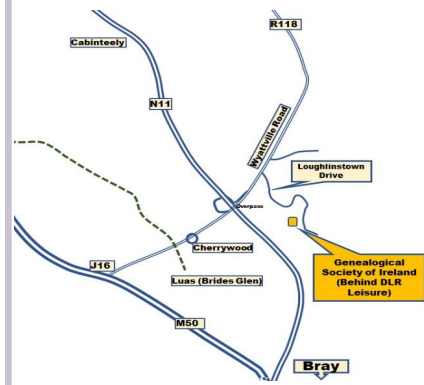 R118
Cabinteely
N11
Wyattville Road
Loughlinstown
Drive
Overpass
Cherrywood
Genealogical
Society of Ireland
(Behind DLR
Leisure)
J16
Luas (Brides Glen)
M50
Bray